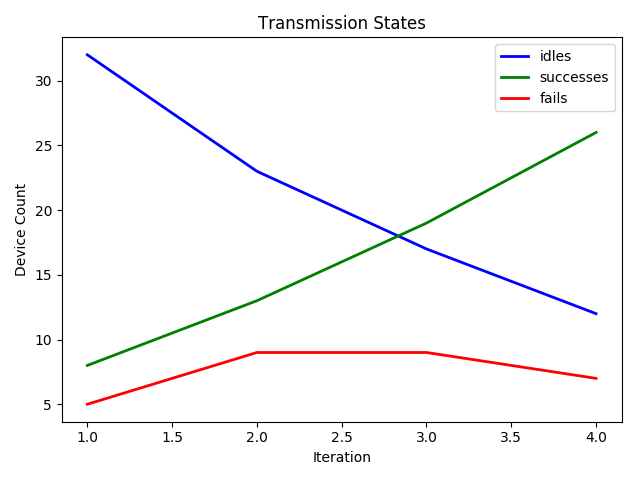 Transmission States
idles
successes
fails
Device Count
30
25
20
15
10
5
1.0 1.5 2.0 2.5 3.0 3.5 4.0
Iteration